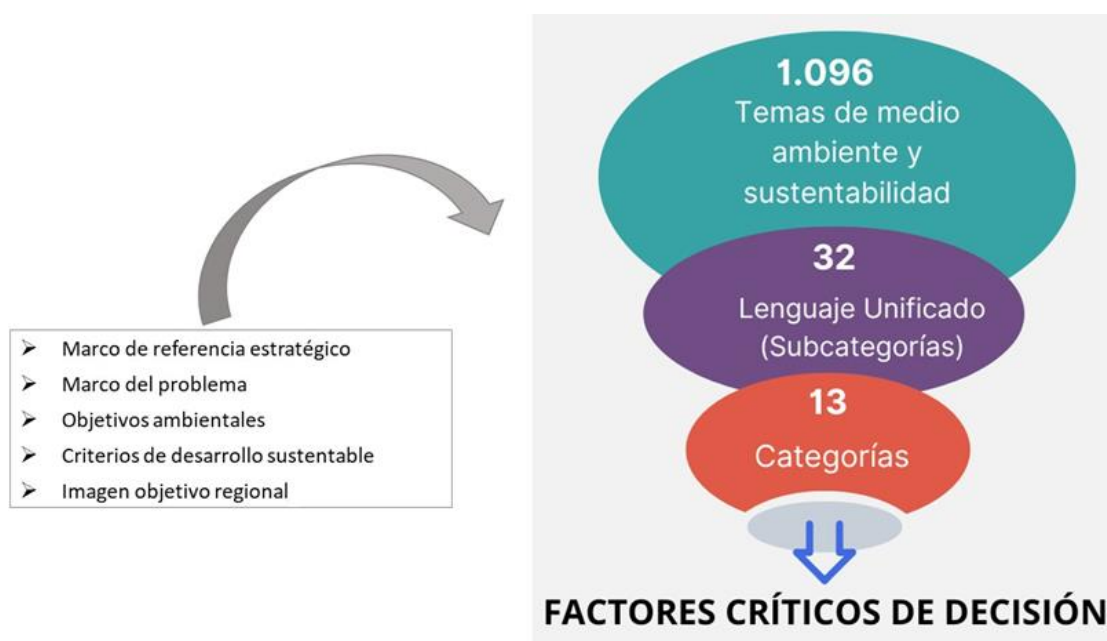 ➢ Marco de referencia estratégico
➢ Marco del problema
➢ Objetivos ambientales
➢ Criterios de desarrollo sustentable
➢ Imagen objetivo regional
1.096
Temas de medio
ambiente y
sustentabilidad
32
Lenguaje Unificado
(Subcategorías)
13
Categorías
FACTORES CRÍTICOS DE DECISIÓN